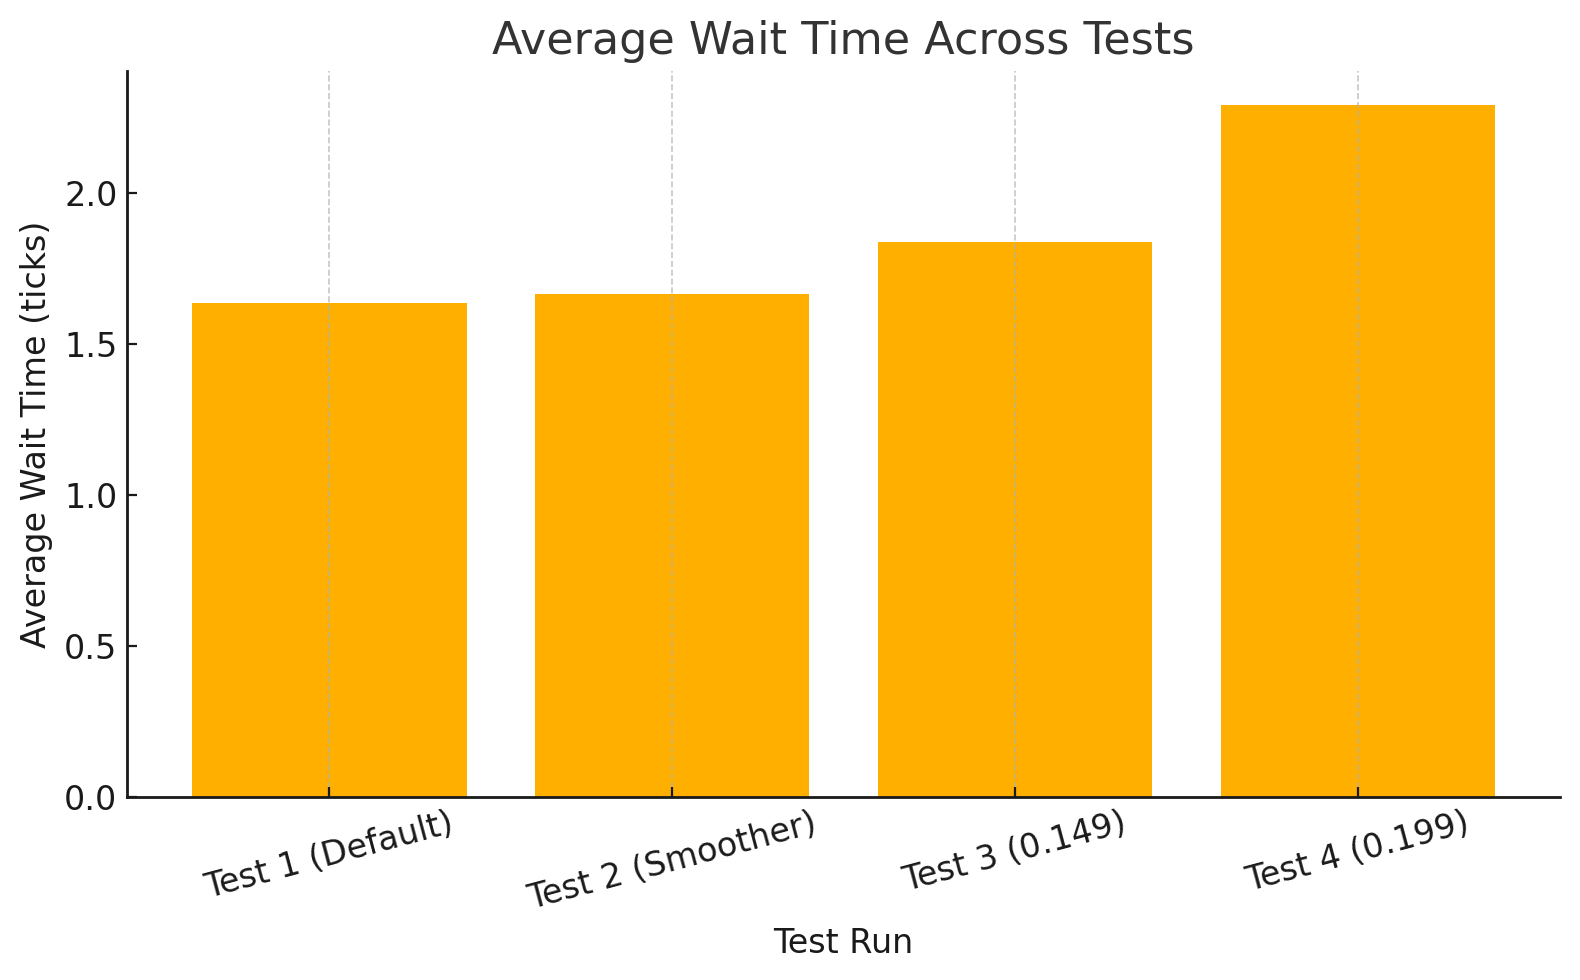 Average Wait Time Across Tests
Average Wait Time (ticks)
2.0
1.5
1.0
0.5
0.0
Test 1 (Default)
Test 2 (Smoother)
Test 3 (0.149)
Test 4 (0.199)
Test Run